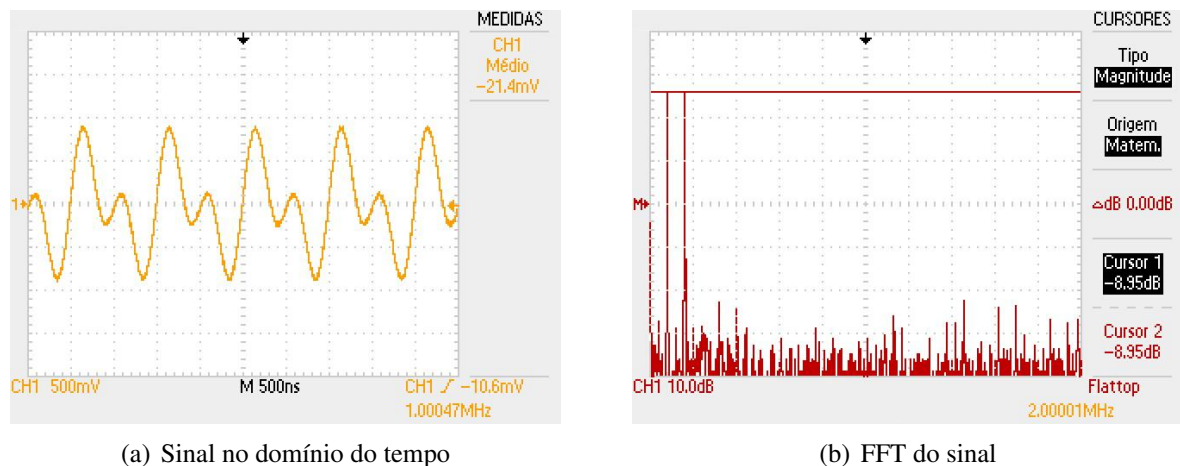 MEDIDAS
CH1
Médio
-21.4mV
1
CH1 500mV
M 500ns
CH1 -10.6mV
1.00047MHz
(a) Sinal no domínio do tempo
CURSORES
Tipo
Magnitude
Origem
Matem.
M
△dB 0.00dB
Cursor 1
-8.95dB
Cursor 2
-8.95dB
CH1 10.0dB
Flattop
2.00001MHz
(b) FFT do sinal